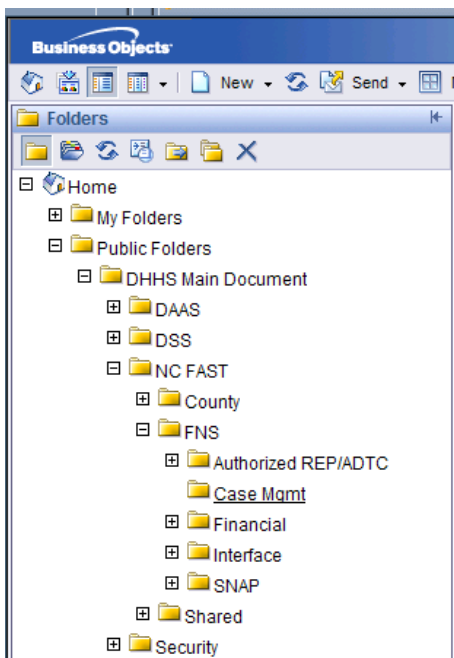 Business Objects
New Send
Folders
Home
My Folders
Public Folders
DHHS Main Document
DAAS
DSS
NC FAST
County
FNS
Authorized REP/ADTC
Case Mgmt
Financial
Interface
SNAP
Shared
Security